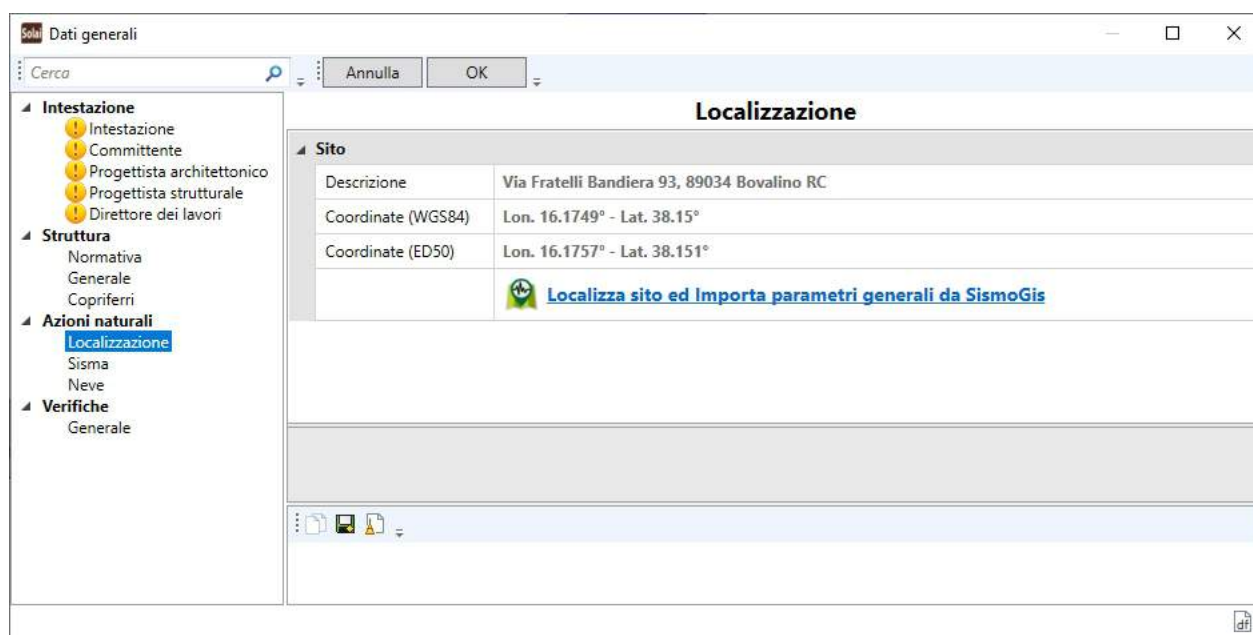 Solai Dati generali
Cerca Annulla OK
Intestazione
Intestazione
Committente
Progettista architettonico
Progettista strutturale
Direttore dei lavori
Struttura
Normativa
Generale
Copriferri
Azioni naturali
Localizzazione
Sisma
Neve
Verifiche
Generale
Localizzazione
Sito
Descrizione Via Fratelli Bandiera 93, 89034 Bovalino RC
Coordinate (WGS84) Lon. 16.1749° - Lat. 38.15°
Coordinate (ED50) Lon. 16.1757° - Lat. 38.151°
Localizza sito ed Importa parametri generali da SismoGis
df